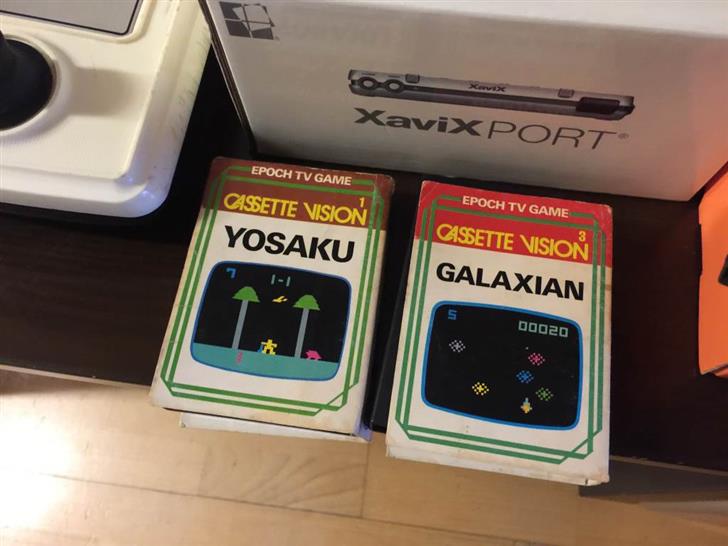 XaviX
XaviXPORT®
EPOCH TV GAME
1
CASSETTE VISION
YOSAKU
7
1-1
EPOCH TV GAME
3
CASSETTE VISION
GALAXIAN
5
00020